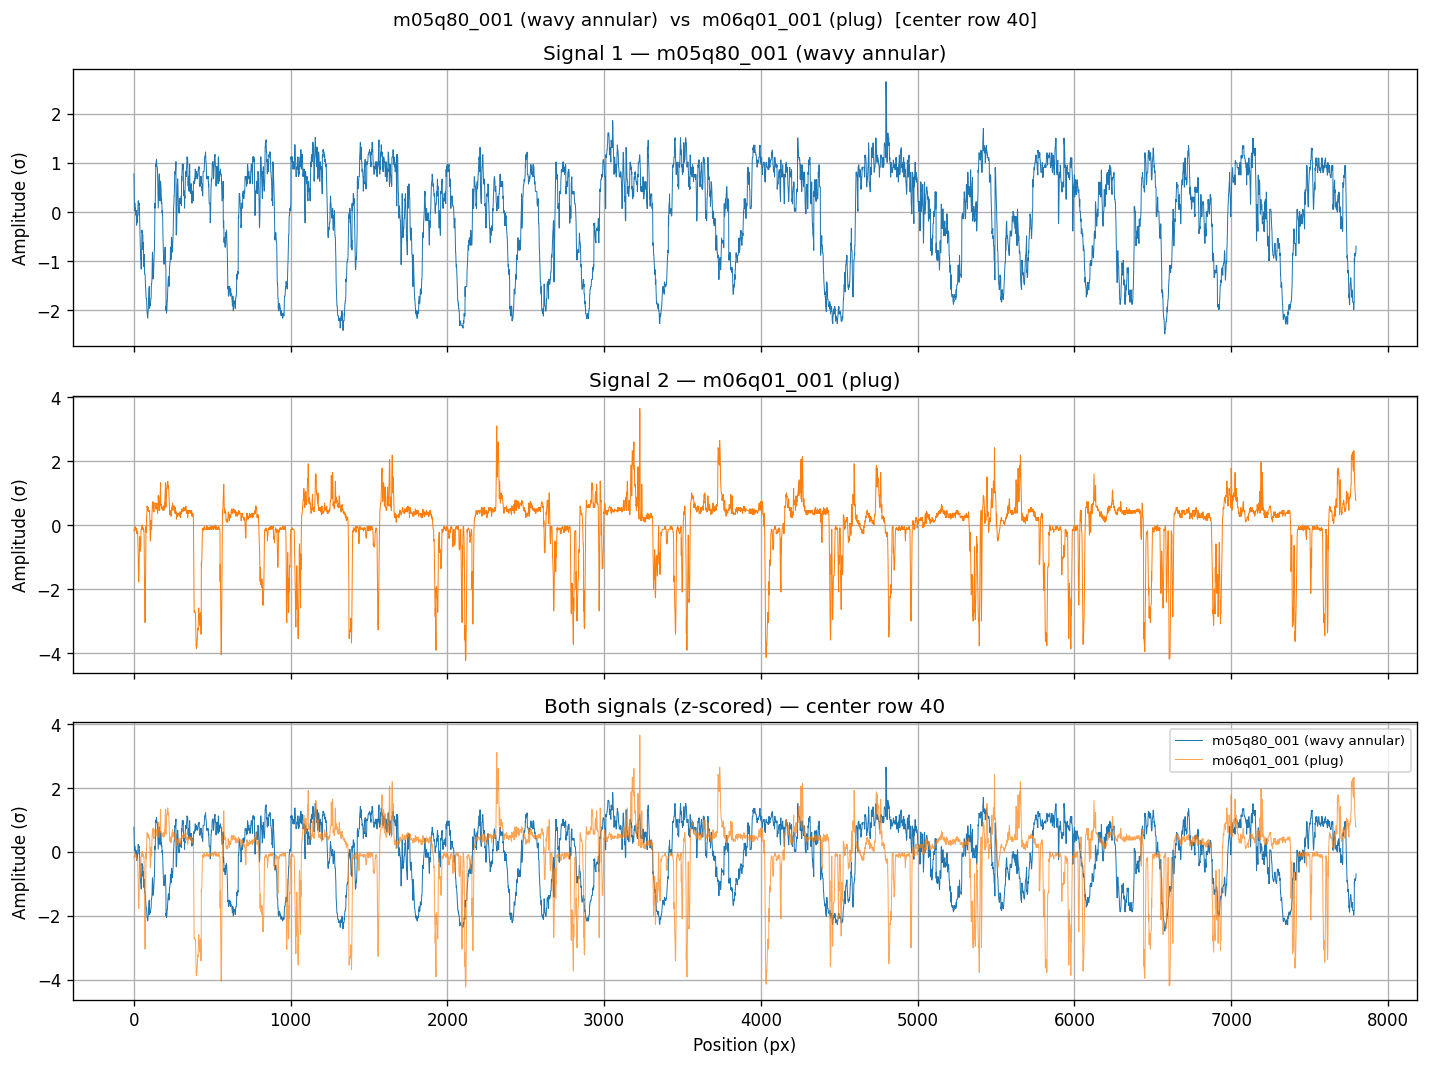 m05q80_001 (wavy annular)  vs  m06q01_001 (plug)  [center row 40]
Signal 1 — m05q80_001 (wavy annular)
Amplitude (σ)
2
1
0
−1
−2
Signal 2 — m06q01_001 (plug)
Amplitude (σ)
4
2
0
−2
−4
Both signals (z-scored) — center row 40
Amplitude (σ)
4
2
0
−2
−4
m05q80_001 (wavy annular)
m06q01_001 (plug)
0 1000 2000 3000 4000 5000 6000 7000 8000
Position (px)